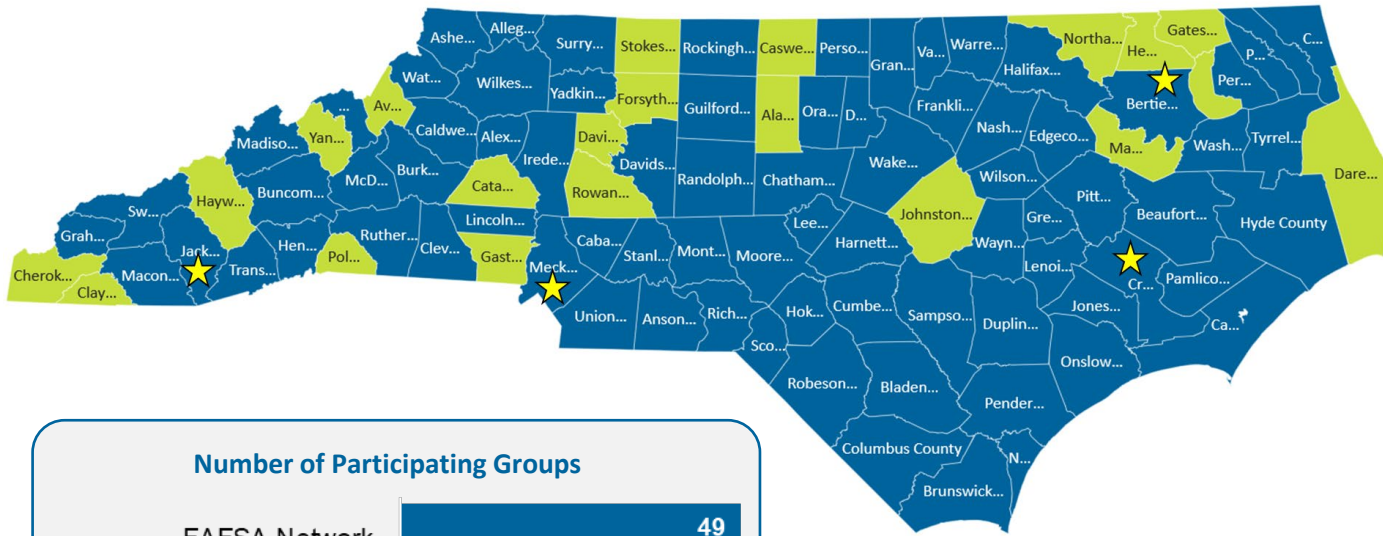 Alleg...
Ashe...
Surry...
Stokes...
Rockingh...
Caswe...
Perso...
Gran...
Va...
Warre...
Northa...
He...
Gates...
P...
C...
Wat...
Wilkes...
Yadkin...
Forsyth...
Guilford...
Ala...
Ora...
D...
Frankli...
Halifax...
Bertie...
Per...
...
Av...
Caldwe...
Alex...
Irede...
Davi...
Davids...
Nash...
Edgeco...
Ma...
Wash...
Tyrrel...
Dare...
Madiso...
Yan...
McD...
Burk...
Cata...
Rowan...
Randolph...
Chatham...
Wake...
Wilson...
Pitt...
Beaufort...
Hyde County
Hayw...
Buncom...
Lincoln...
Johnston...
Gre...
Sw...
Grah...
Jack...
Hen...
Ruther...
Clev...
Gast...
Caba...
Stanl...
Mont...
Moore...
Lee...
Harnett...
Wayn...
Lenoi...
Cr...
Pamlico...
Cherok...
Clay...
Macon...
Trans...
Pol...
Meck...
Union...
Anson...
Rich...
Hok...
Cumbe...
Sampso...
Duplin...
Jones...
Ca...
Sco...
Onslow...
Robeson...
Bladen...
Pender...
Columbus County
N...
Brunswick...
Number of Participating Groups
FAFSA Network
49